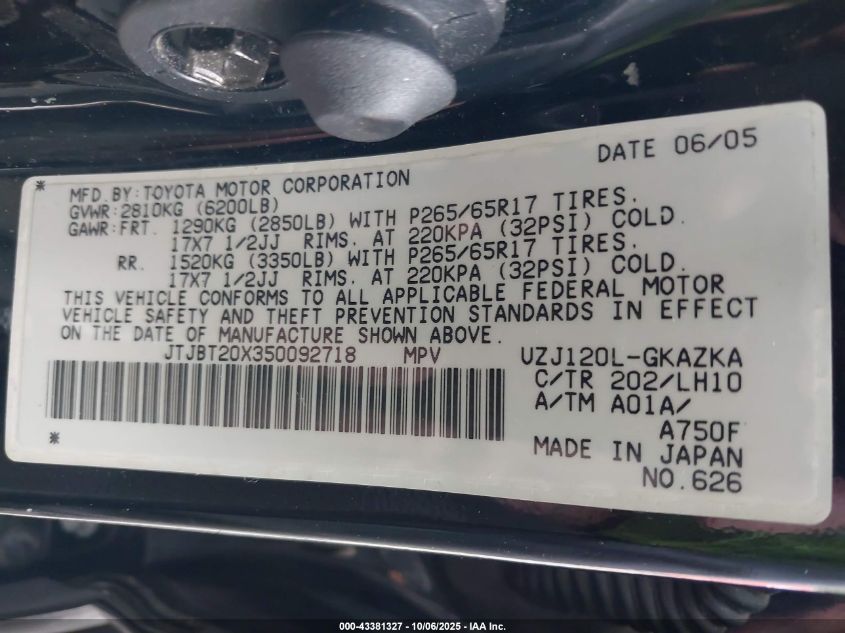 DATE 06/05
* MFD. BY: TOYOTA MOTOR CORPORATION
GVWR: 2810KG (6200LB)
GAWR: FRT. 1290KG (2850LB) WITH P265/65R17 TIRES.
17X7 1/2JJ RIMS. AT 220KPA (32PSI) COLD.
RR. 1520KG (3350LB) WITH P265/65R17 TIRES.
17X7 1/2JJ RIMS. AT 220KPA (32PSI) COLD.
THIS VEHICLE CONFORMS TO ALL APPLICABLE FEDERAL MOTOR
VEHICLE SAFETY AND THEFT PREVENTION STANDARDS IN EFFECT
ON THE DATE OF MANUFACTURE SHOWN ABOVE.
JTJBT20X350092718 MPV UZJ120L-GKAZKA
C/TR 202/LH10
A/TM A01A/
A750F
* MADE IN JAPAN
NO. 626
000-43381327 - 10/06/2025 - IAA Inc.